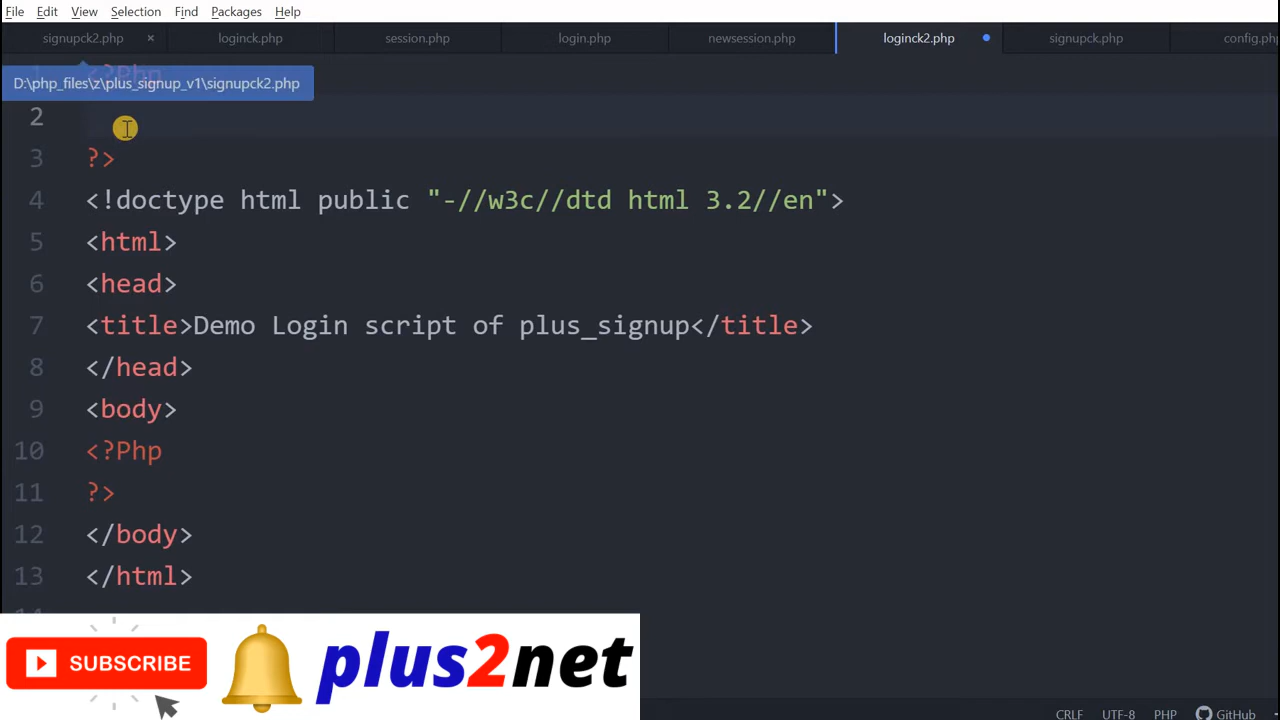 File Edit View Selection Find Packages Help
signupck2.php × loginck.php session.php login.php newsession.php loginck2.php signupck.php config.php
1 <?Php
D:\php_files\z\plus_signup_v1\signupck2.php
2
3 ?>
4 <!doctype html public "-//w3c//dtd html 3.2//en">
5 <html>
6 <head>
7 <title>Demo Login script of plus_signup</title>
8 </head>
9 <body>
10 <?Php
11 ?>
12 </body>
13 </html>
14
SUBSCRIBE plus2net
CRLF UTF-8 PHP GitHub